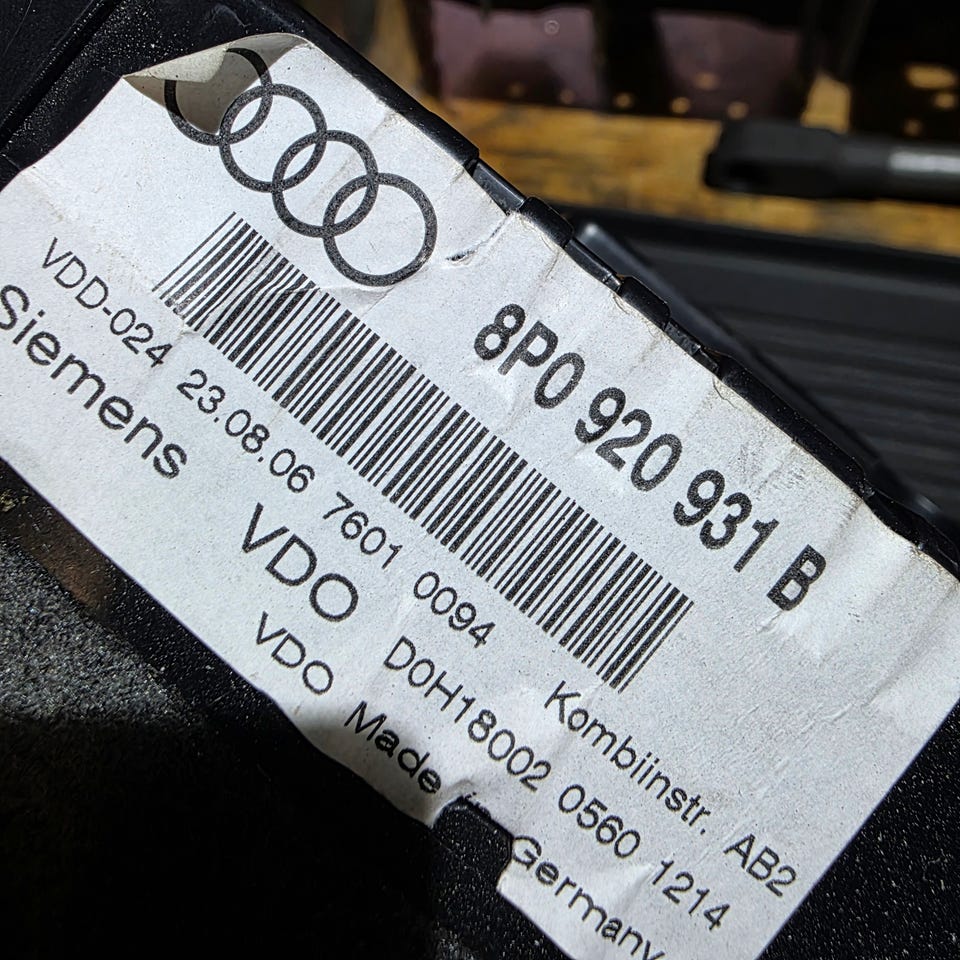 8P0 920 931 B
VDD-024 23.08.06 7601 0094 Kombiinstr. AB2
Siemens VDO D0H18002 0560 1214
VDO Made in Germany